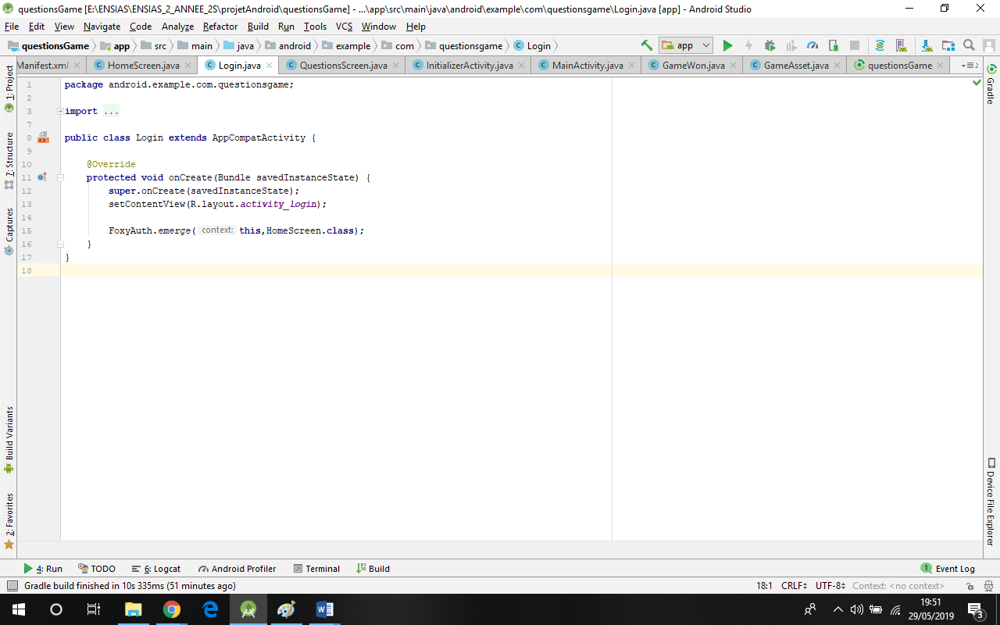 questionsGame [E:\ENSIAS\ENSIAS_2_ANNEE_2S\projetAndroid\questionsGame] - ...\app\src\main\java\android\example\com\questionsgame\Login.java [app] - Android Studio
File Edit View Navigate Code Analyze Refactor Build Run Tools VCS Window Help
questionsGame app src main java android example com questionsgame Login app
Manifest.xml HomeScreen.java Login.java QuestionsScreen.java InitializerActivity.java MainActivity.java GameWon.java GameAsset.java questionsGame 2
1: Project
7: Structure
Captures
Build Variants
2: Favorites
1 package android.example.com.questionsgame;
2
3 import ...
7
8 public class Login extends AppCompatActivity {
9
10 @Override
11 protected void onCreate(Bundle savedInstanceState) {
12 super.onCreate(savedInstanceState);
13 setContentView(R.layout.activity_login);
14
15 FoxyAuth.emerge( context: this,HomeScreen.class);
16 }
17 }
18
Gradle
Device File Explorer
4: Run TODO 6: Logcat Android Profiler Terminal Build 1 Event Log
Gradle build finished in 10s 335ms (51 minutes ago) 18:1 CRLF UTF-8 Context: <no context>
19:51
29/05/2019
3